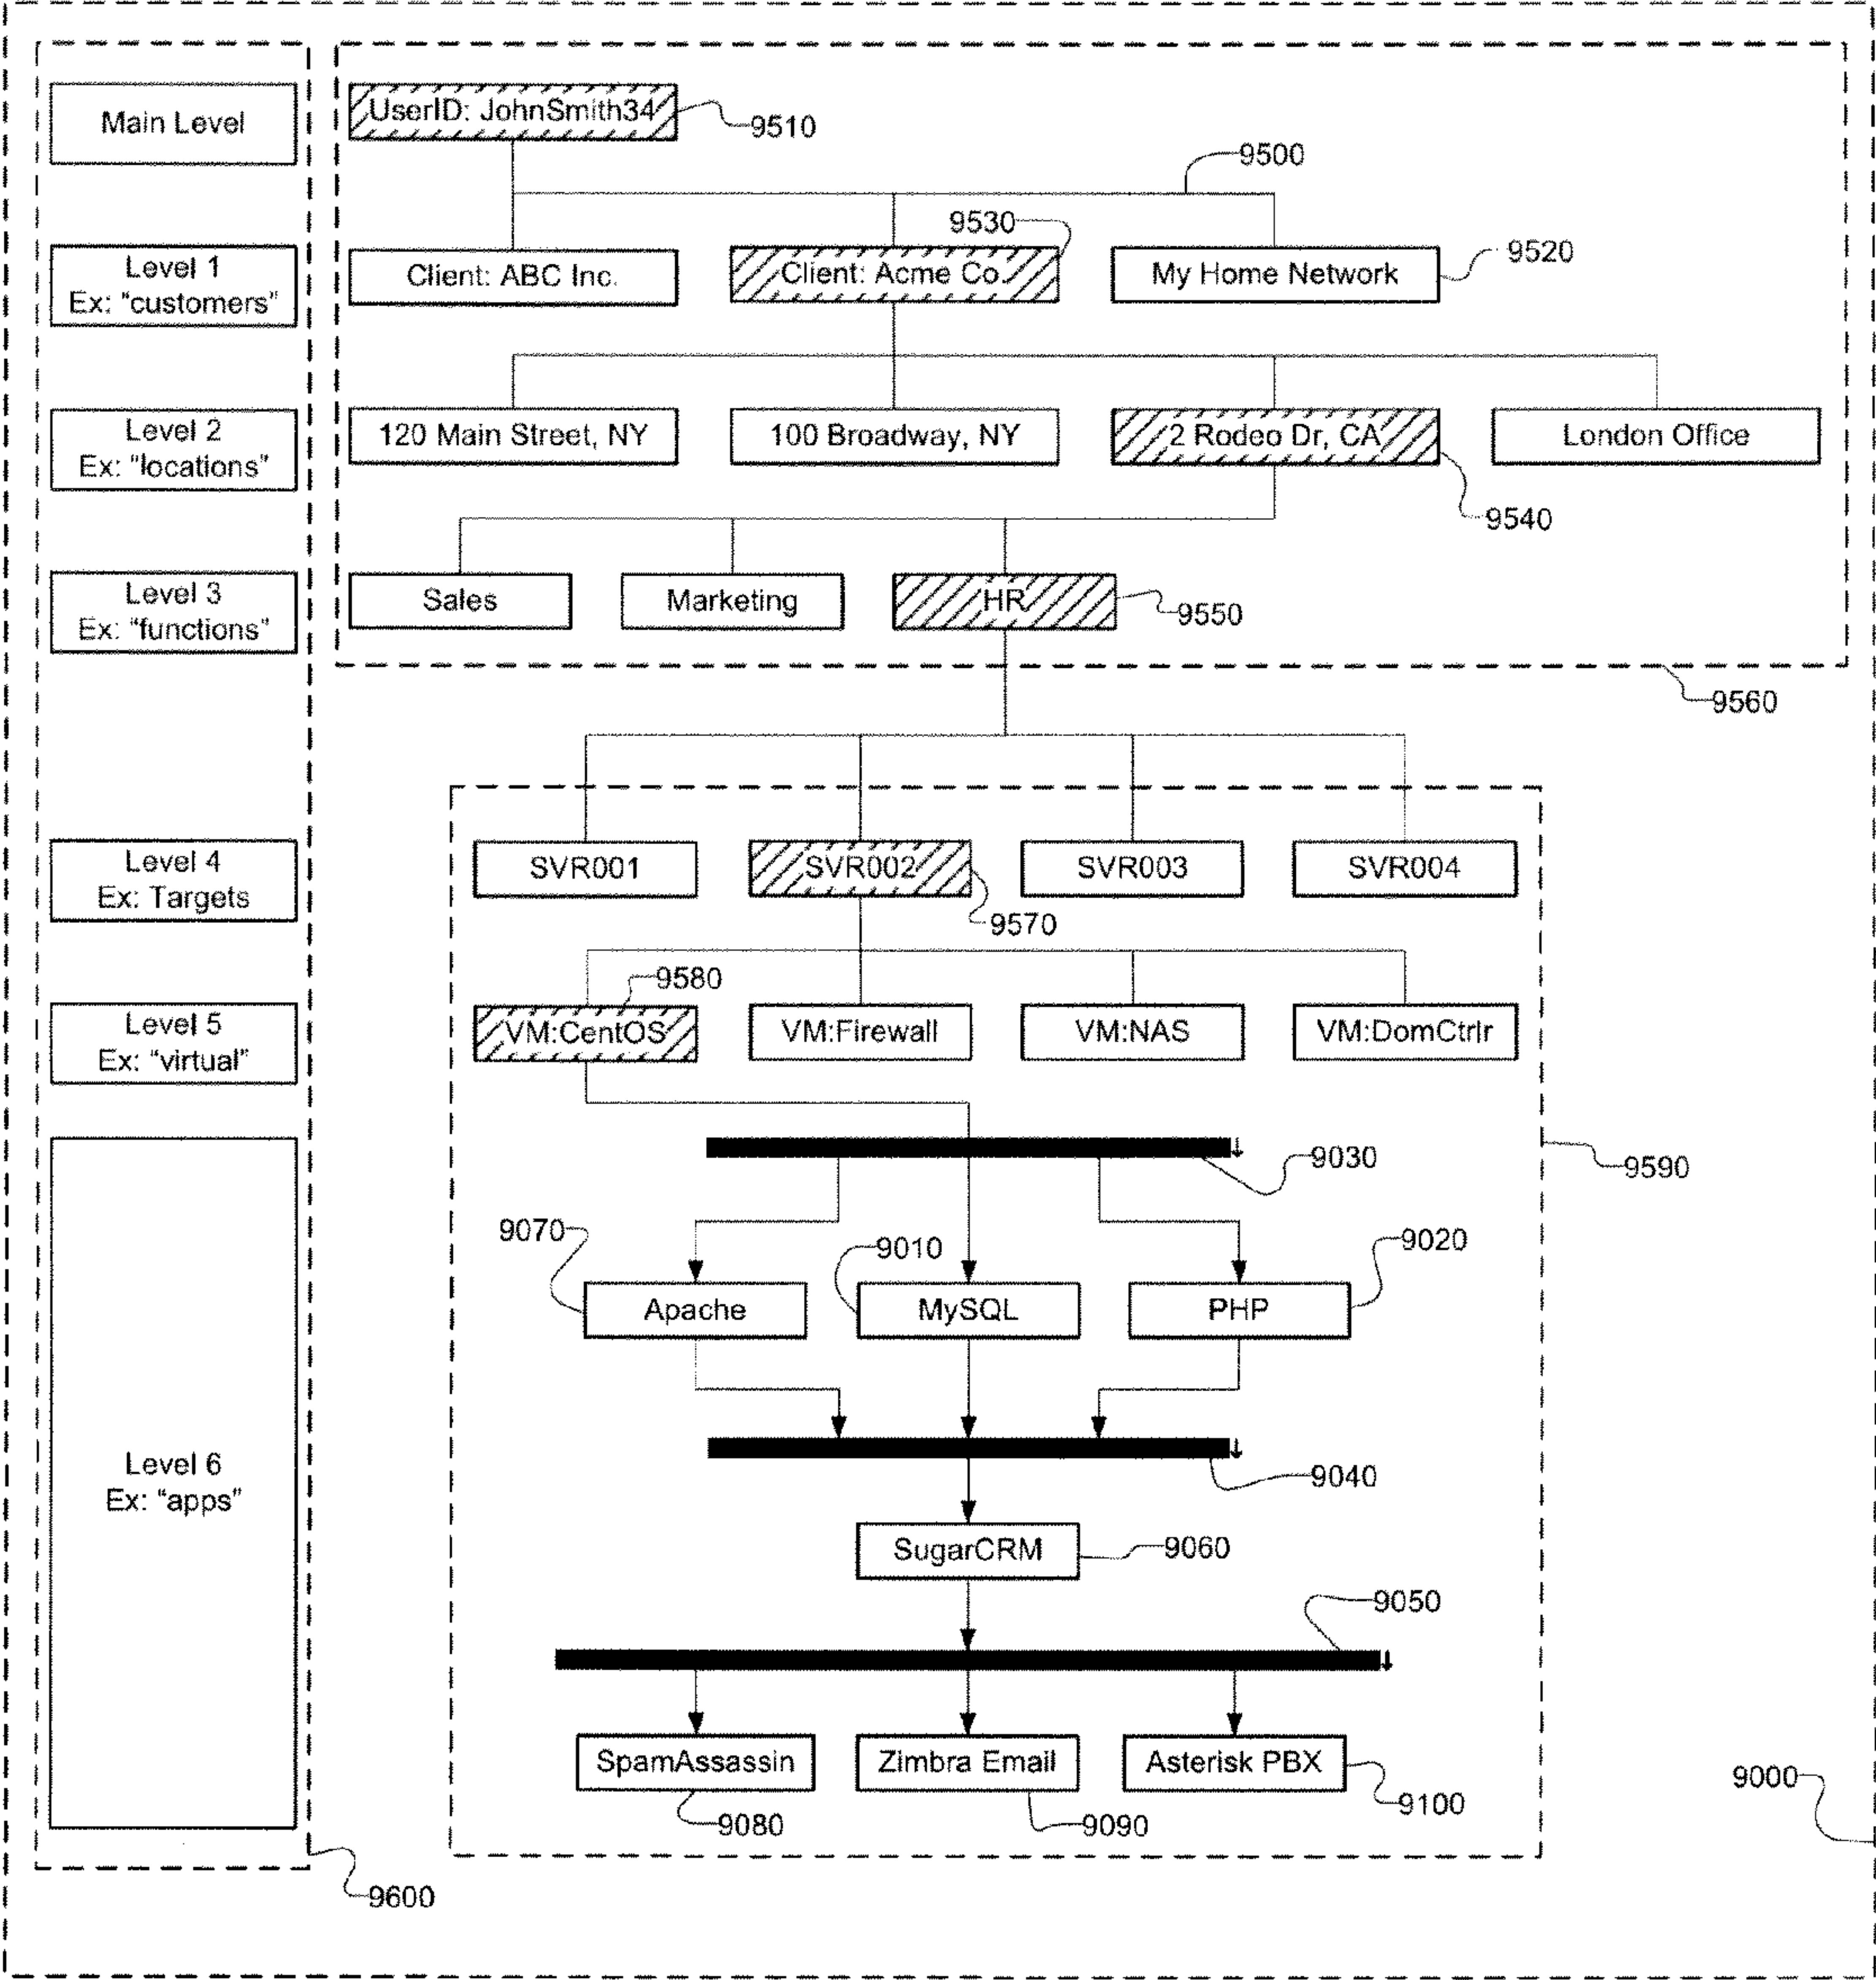 Main Level
UserID: JohnSmith34
9510
9500
9530
Level 1
Ex: “customers”
Client: ABC Inc.
Client: Acme Co.
My Home Network
9520
Level 2
Ex: “locations”
120 Main Street, NY
100 Broadway, NY
2 Rodeo Dr, CA
London Office
9540
Level 3
Ex: “functions”
Sales
Marketing
HR
9550
9560
Level 4
Ex: Targets
SVR001
SVR002
SVR003
SVR004
9570
9580
Level 5
Ex: “virtual”
VM:CentOS
VM:Firewall
VM:NAS
VM:DomCtrlr
9030
9590
9070
9010
9020
Apache
MySQL
PHP
Level 6
Ex: “apps”
9040
SugarCRM
9060
9050
SpamAssassin
Zimbra Email
Asterisk PBX
9080
9090
9100
9000
9600